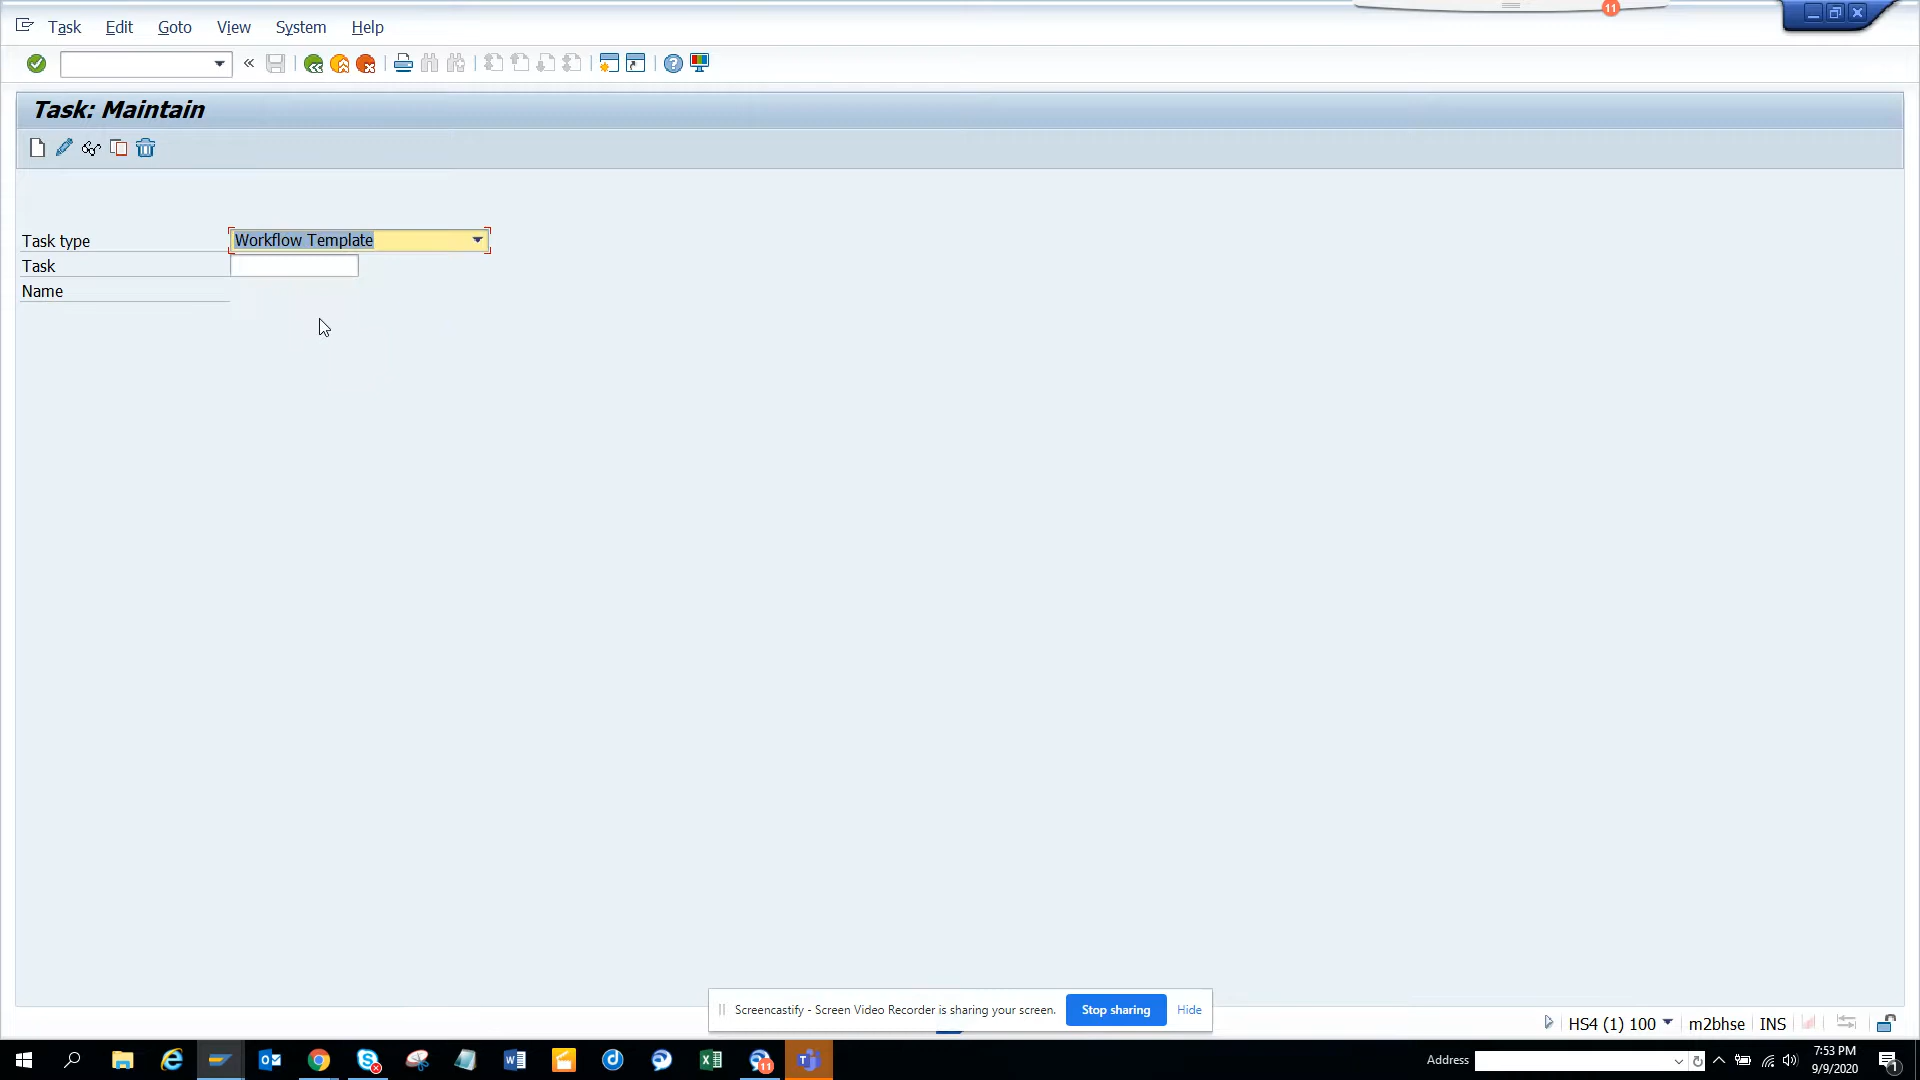 Task Edit Goto View System Help
11
Task: Maintain
Task type Workflow Template
Task
Name
Screencastify - Screen Video Recorder is sharing your screen. Stop sharing Hide
HS4 (1) 100 m2bhse INS
Address
7:53 PM
9/9/2020
11
1